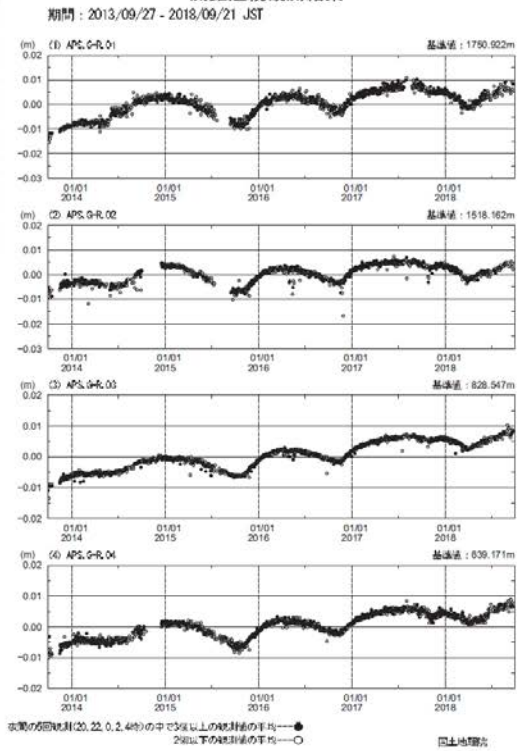 期間：2013/09/27 - 2018/09/21 JST
(m) (1) APS.G-R.01 基準値：1750.922m
0.02
0.01
0.00
-0.01
-0.02
-0.03
01/01 01/01 01/01 01/01 01/01
2014 2015 2016 2017 2018
(m) (2) APS.G-R.02 基準値：1518.162m
0.02
0.01
0.00
-0.01
-0.02
-0.03
01/01 01/01 01/01 01/01 01/01
2014 2015 2016 2017 2018
(m) (3) APS.G-R.03 基準値：828.547m
0.02
0.01
0.00
-0.01
-0.02
01/01 01/01 01/01 01/01 01/01
2014 2015 2016 2017 2018
(m) (4) APS.G-R.04 基準値：639.171m
0.02
0.01
0.00
-0.01
-0.02
01/01 01/01 01/01 01/01 01/01
2014 2015 2016 2017 2018
夜間の5回観測(20, 22, 0, 2, 4時)の中で3個以上の観測値の平均---●
2個以下の観測値の平均---○
国土地理院